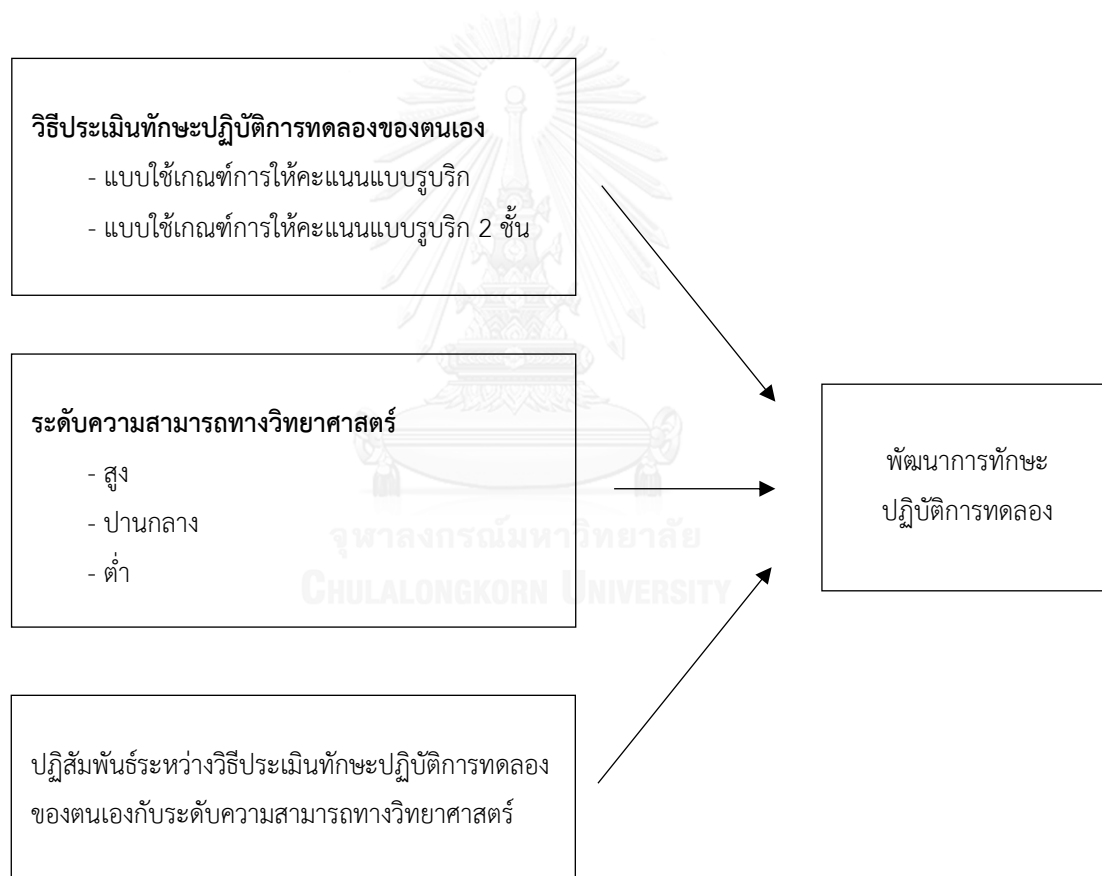 วิธีประเมินทักษะปฏิบัติการทดลองของตนเอง
- แบบใช้เกณฑ์การให้คะแนนแบบรูบริก
- แบบใช้เกณฑ์การให้คะแนนแบบรูบริก 2 ชั้น
ระดับความสามารถทางวิทยาศาสตร์
- สูง
- ปานกลาง
- ต่ำ
พัฒนาการทักษะ
ปฏิบัติการทดลอง
จุฬาลงกรณ์มหาวิทยาลัย
CHULALONGKORN UNIVERSITY
ปฏิสัมพันธ์ระหว่างวิธีประเมินทักษะปฏิบัติการทดลอง
ของตนเองกับระดับความสามารถทางวิทยาศาสตร์